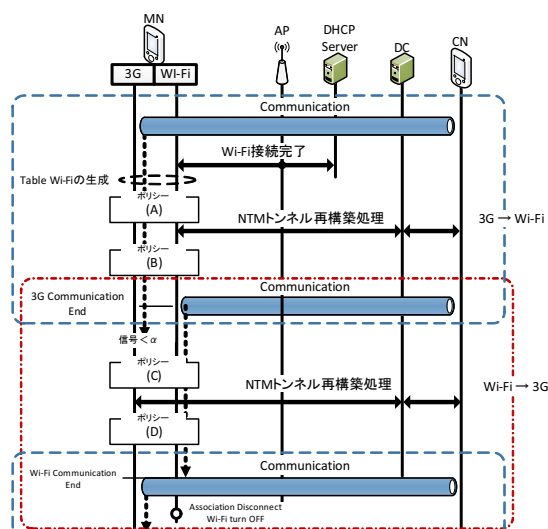 MN
AP
DHCP
Server
DC
CN
3G
WI-Fi
Communication
Wi-Fi接続完了
Table Wi-Fiの生成
ポリシー
(A)
NTMトンネル再構築処理
3G → Wi-Fi
ポリシー
(B)
Communication
3G Communication
End
信号< α
ポリシー
(C)
Wi-Fi → 3G
NTMトンネル再構築処理
ポリシー
(D)
Communication
Wi-Fi Communication
End
Association Disconnect
Wi-Fi turn OFF